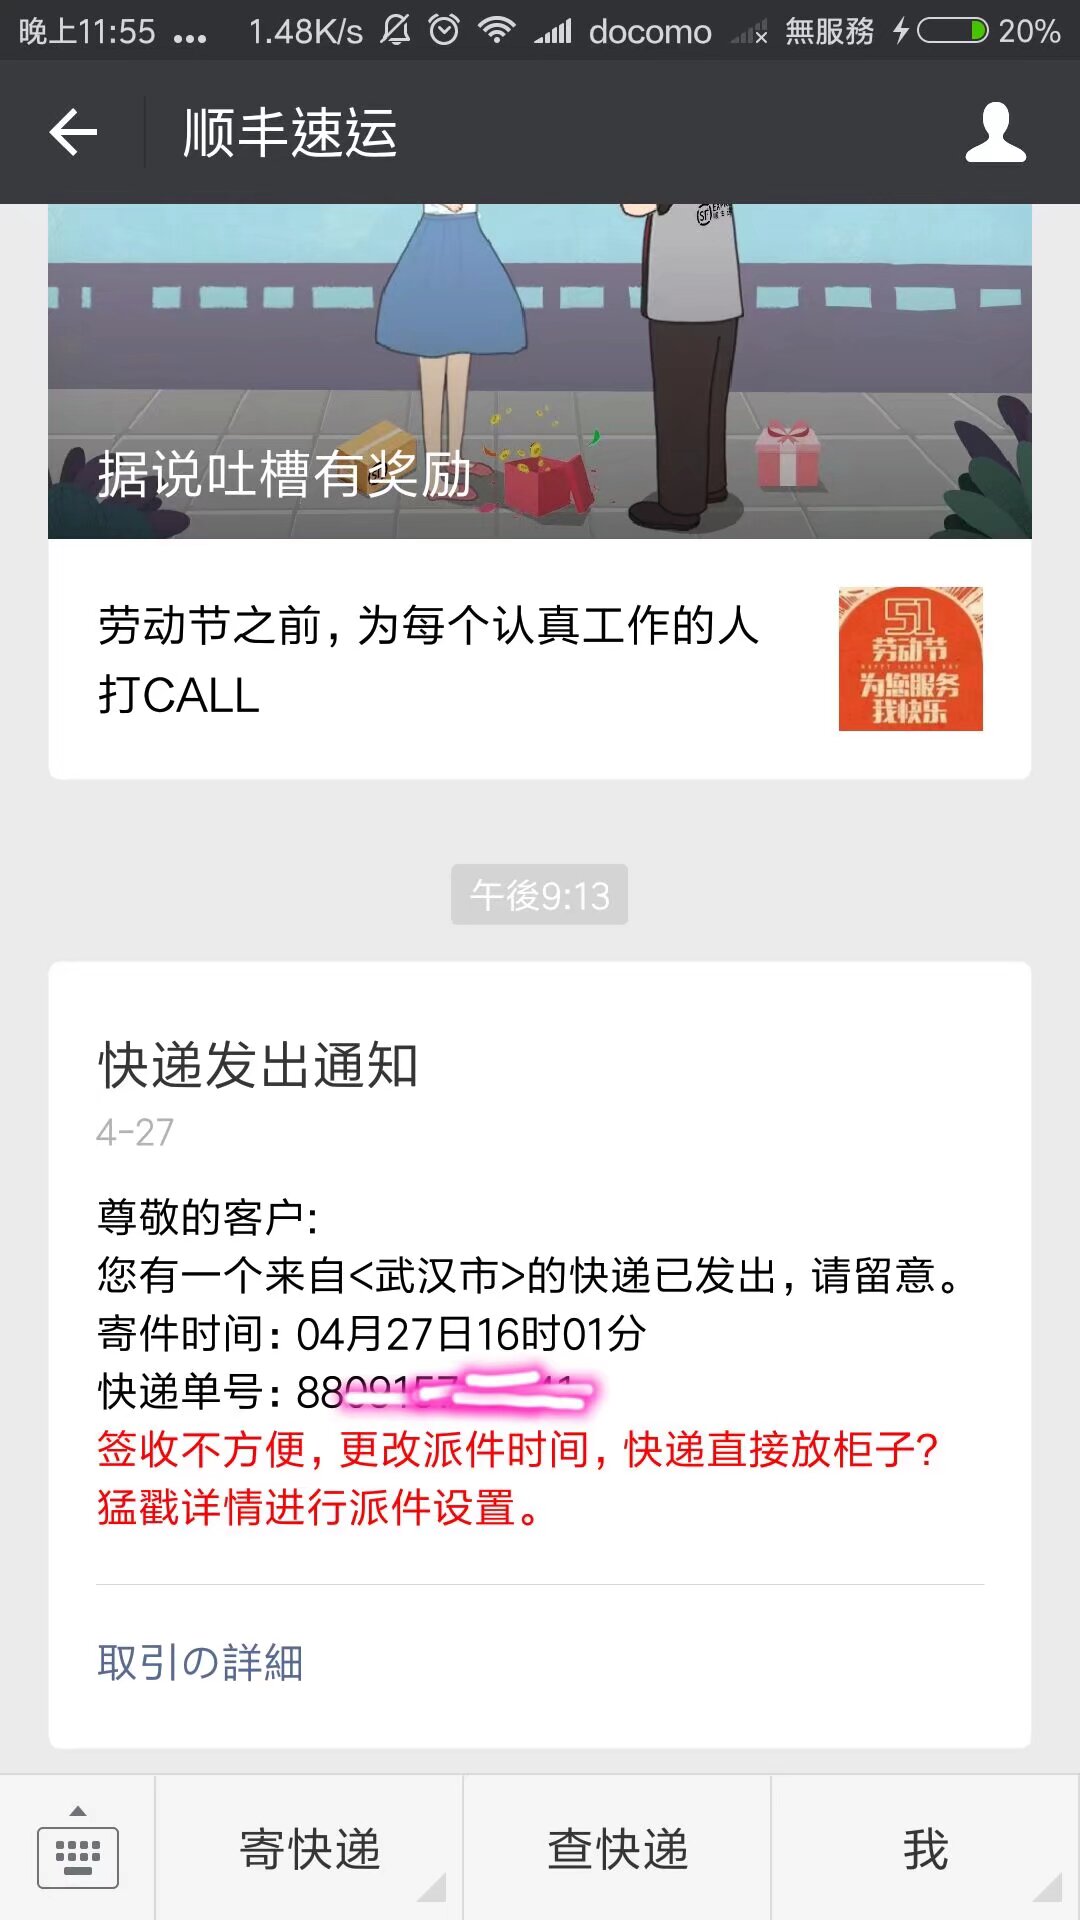 晚上11:55 ... 1.48K/s docomo 無服務 20%
顺丰速运
SF
据说吐槽有奖励
劳动节之前，为每个认真工作的人
打CALL
51
劳动节
HAPPY LABOUR DAY
为您服务
我快乐
午後9:13
快递发出通知
4-27
尊敬的客户:
您有一个来自<武汉市>的快递已发出，请留意。
寄件时间：04月27日16时01分
快递单号：88
签收不方便，更改派件时间，快递直接放柜子？
猛戳详情进行派件设置。
取引の詳細
寄快递
查快递
我